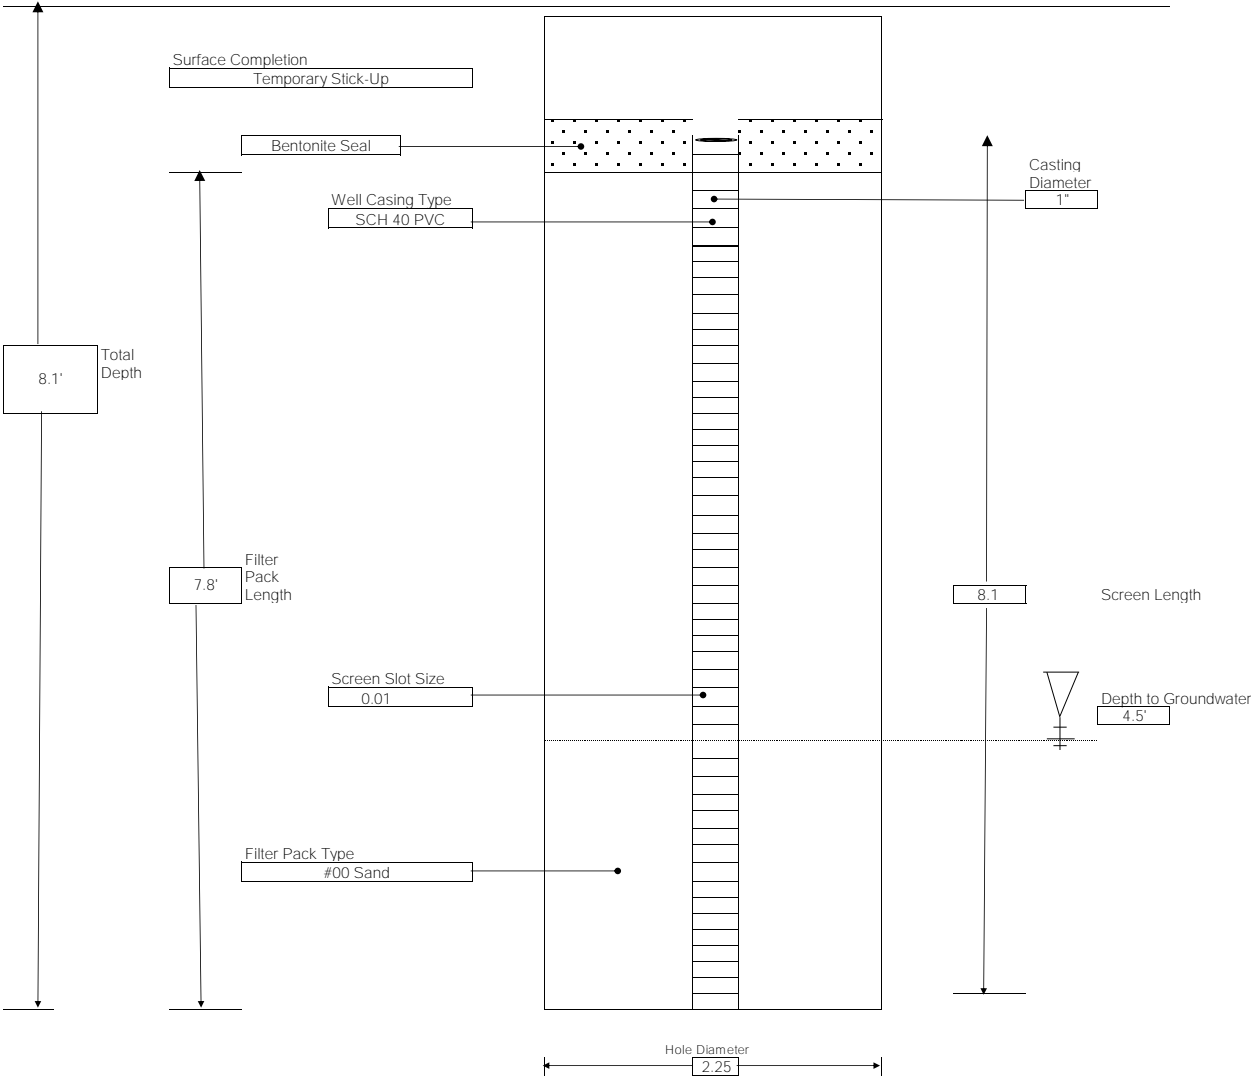 Surface Completion
Temporary Stick-Up
Bentonite Seal
Casting
Diameter
1"
Well Casing Type
SCH 40 PVC
Total
Depth
8.1'
Filter
Pack
Length
7.8'
8.1
Screen Length
Screen Slot Size
0.01
Depth to Groundwater
4.5'
Filter Pack Type
#00 Sand
Hole Diameter
2.25